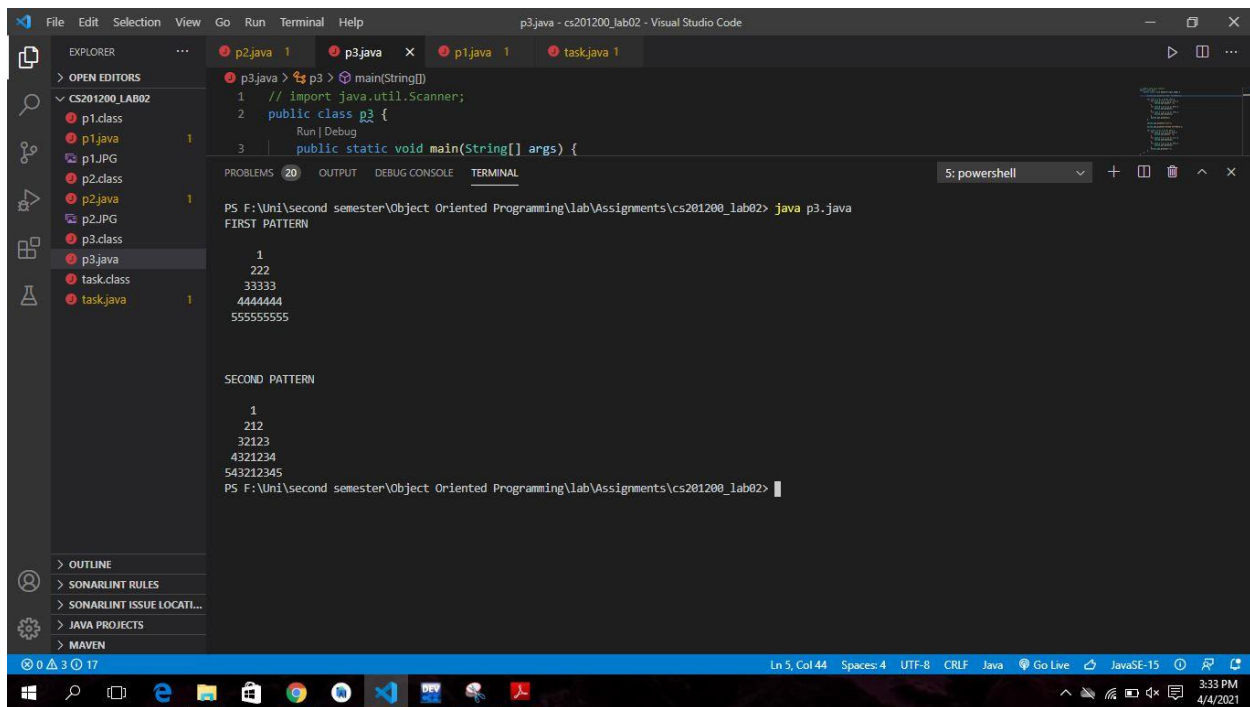 File Edit Selection View Go Run Terminal Help p3.java - cs201200_lab02 - Visual Studio Code
EXPLORER ...
> OPEN EDITORS
CS201200_LAB02
p1.class
p1.java 1
p1.JPG
p2.class
p2.java 1
p2.JPG
p3.class
p3.java
task.class
task.java 1
> OUTLINE
> SONARLINT RULES
> SONARLINT ISSUE LOCATI...
> JAVA PROJECTS
> MAVEN
p2.java 1 p3.java × p1.java 1 task.java 1
p3.java > p3 > main(String[])
1 // import java.util.Scanner;
2 public class p3 {
Run | Debug
3 public static void main(String[] args) {
PROBLEMS 20 OUTPUT DEBUG CONSOLE TERMINAL 5: powershell
PS F:\Uni\second semester\Object Oriented Programming\lab\Assignments\cs201200_lab02> java p3.java
FIRST PATTERN
1
222
33333
4444444
555555555
SECOND PATTERN
1
212
32123
4321234
543212345
PS F:\Uni\second semester\Object Oriented Programming\lab\Assignments\cs201200_lab02>
0 3 17 Ln 5, Col 44 Spaces: 4 UTF-8 CRLF Java Go Live JavaSE-15
DEV
3:33 PM
4/4/2021